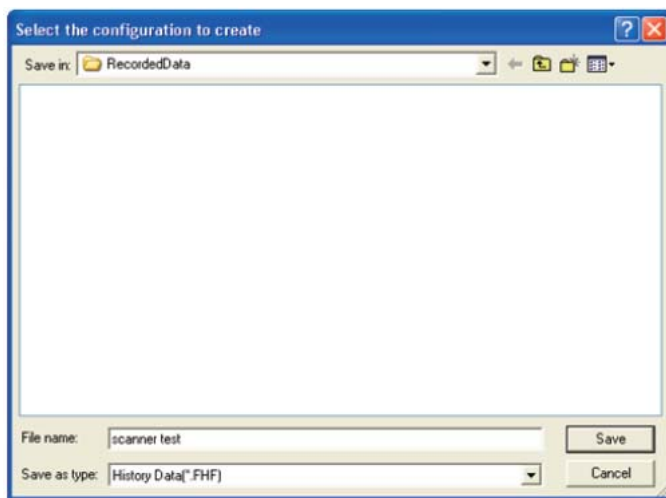 Select the configuration to create
Save in: RecordedData
File name: scanner test
Save
Save as type: History Data(*.FHF)
Cancel